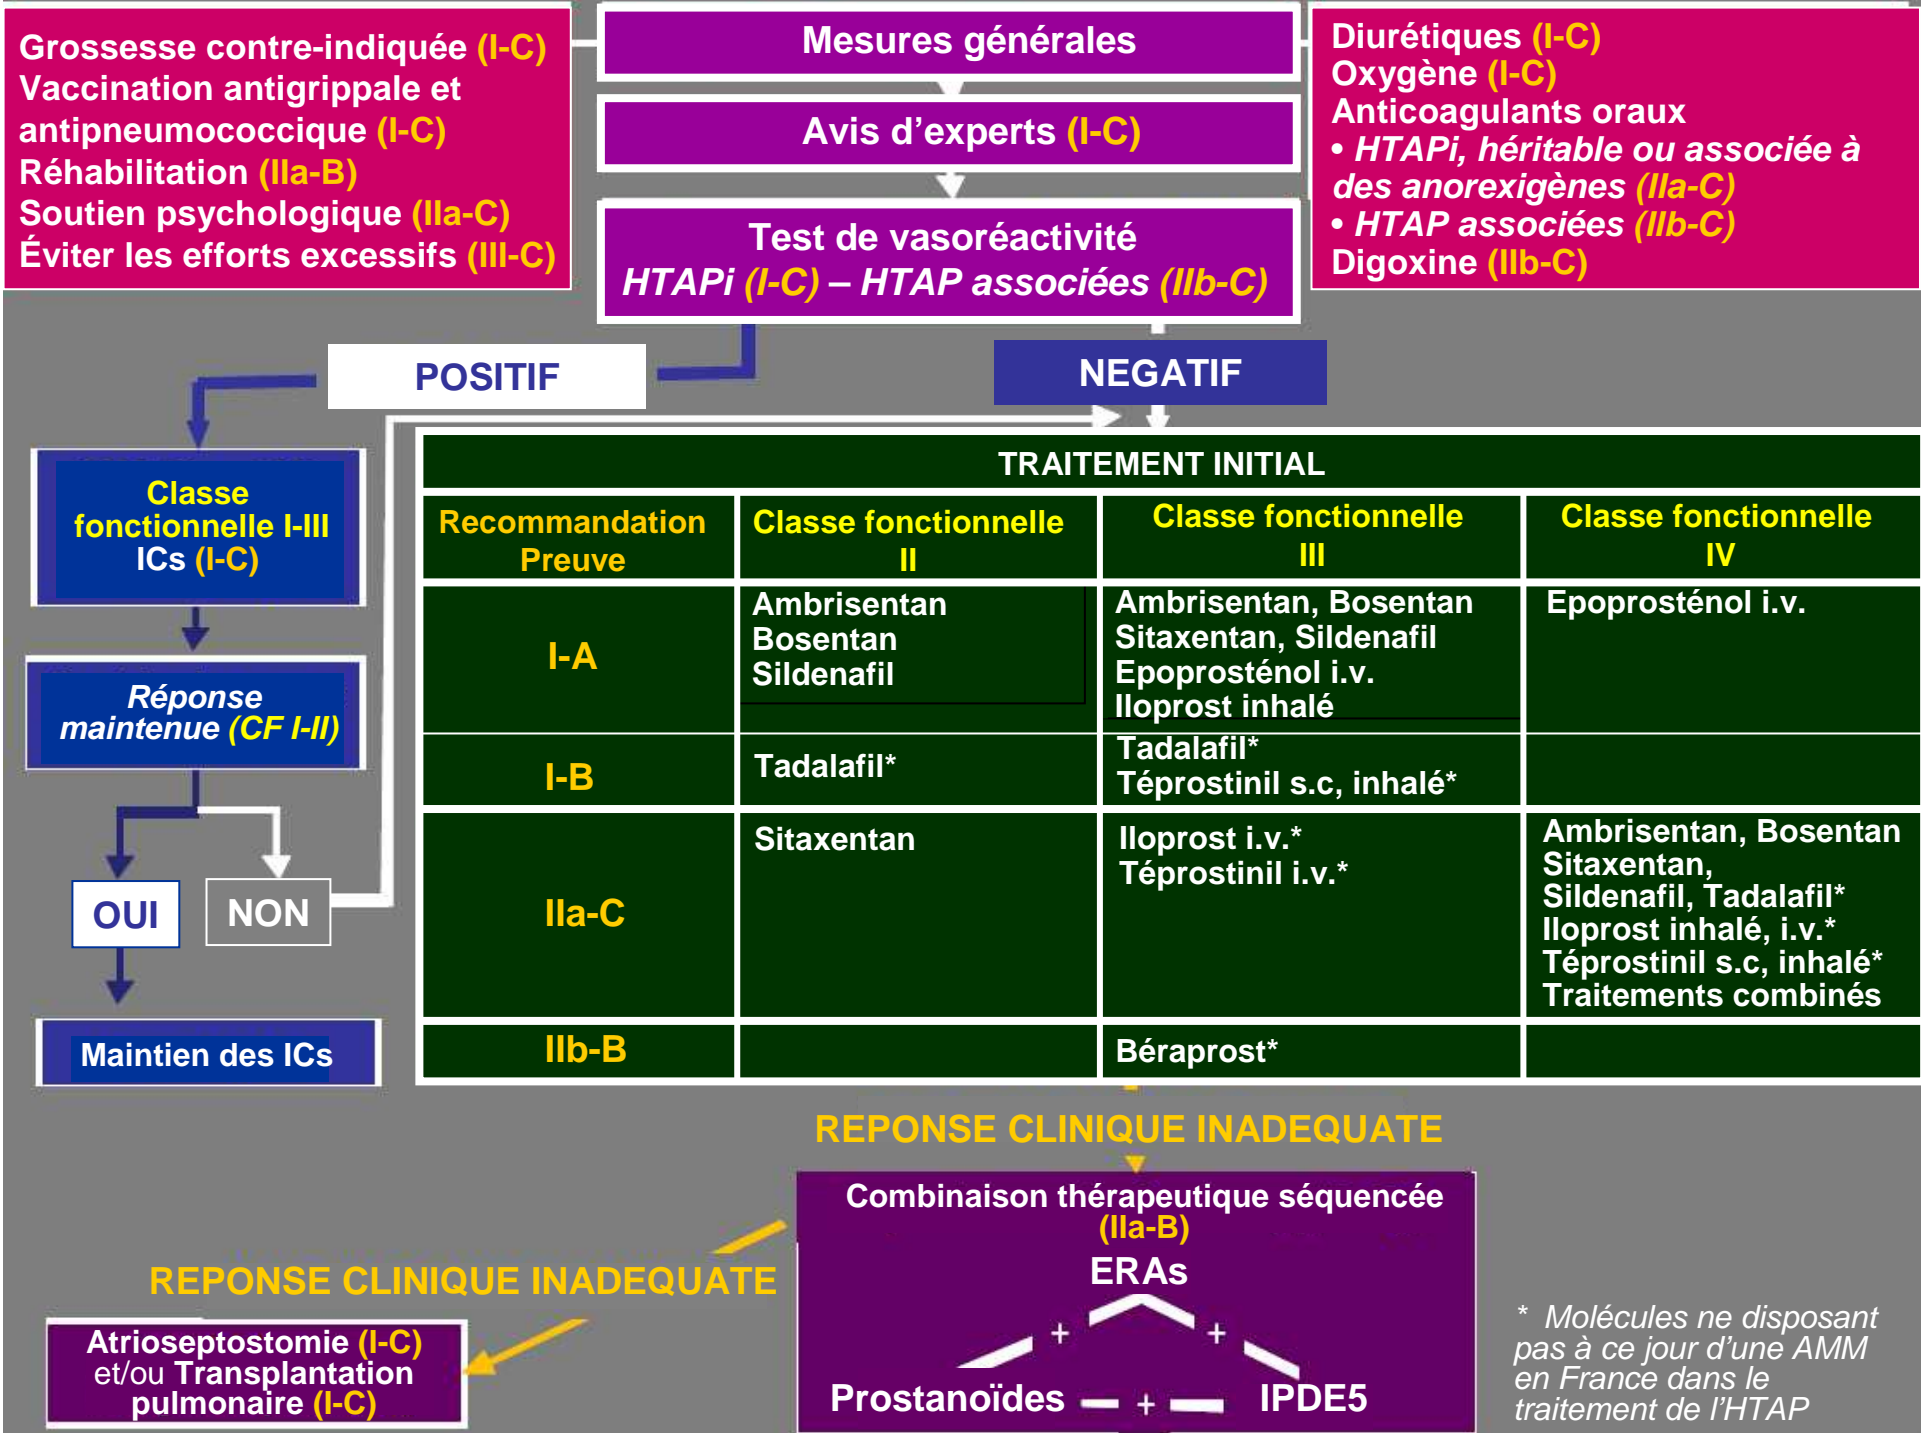 Grossesse contre-indiquée (I-C)
Vaccination antigrippale et
antipneumococcique (I-C)
Réhabilitation (IIa-B)
Soutien psychologique (IIa-C)
Éviter les efforts excessifs (III-C)
Mesures générales
Avis d'experts (I-C)
Test de vasoréactivité
HTAPi (I-C) – HTAP associées (IIb-C)
Diurétiques (I-C)
Oxygène (I-C)
Anticoagulants oraux
• HTAPi, héritable ou associée à
des anorexigènes (IIa-C)
• HTAP associées (IIb-C)
Digoxine (IIb-C)
POSITIF
NEGATIF
Classe
fonctionnelle I-III
ICs (I-C)
Réponse
maintenue (CF I-II)
OUI
NON
Maintien des ICs
TRAITEMENT INITIAL
Recommandation
Preuve
Classe fonctionnelle
II
Classe fonctionnelle
III
Classe fonctionnelle
IV
I-A
Ambrisentan
Bosentan
Sildenafil
Ambrisentan, Bosentan
Sitaxentan, Sildenafil
Epoprosténol i.v.
Iloprost inhalé
Epoprosténol i.v.
I-B
Tadalafil*
Tadalafil*
Téprostinil s.c, inhalé*
IIa-C
Sitaxentan
Iloprost i.v.*
Téprostinil i.v.*
Ambrisentan, Bosentan
Sitaxentan,
Sildenafil, Tadalafil*
Iloprost inhalé, i.v.*
Téprostinil s.c, inhalé*
Traitements combinés
IIb-B
Béraprost*
REPONSE CLINIQUE INADEQUATE
Combinaison thérapeutique séquencée
(IIa-B)
ERAs
+ +
Prostanoïdes + IPDE5
REPONSE CLINIQUE INADEQUATE
Atrioseptostomie (I-C)
et/ou Transplantation
pulmonaire (I-C)
* Molécules ne disposant
pas à ce jour d'une AMM
en France dans le
traitement de l'HTAP